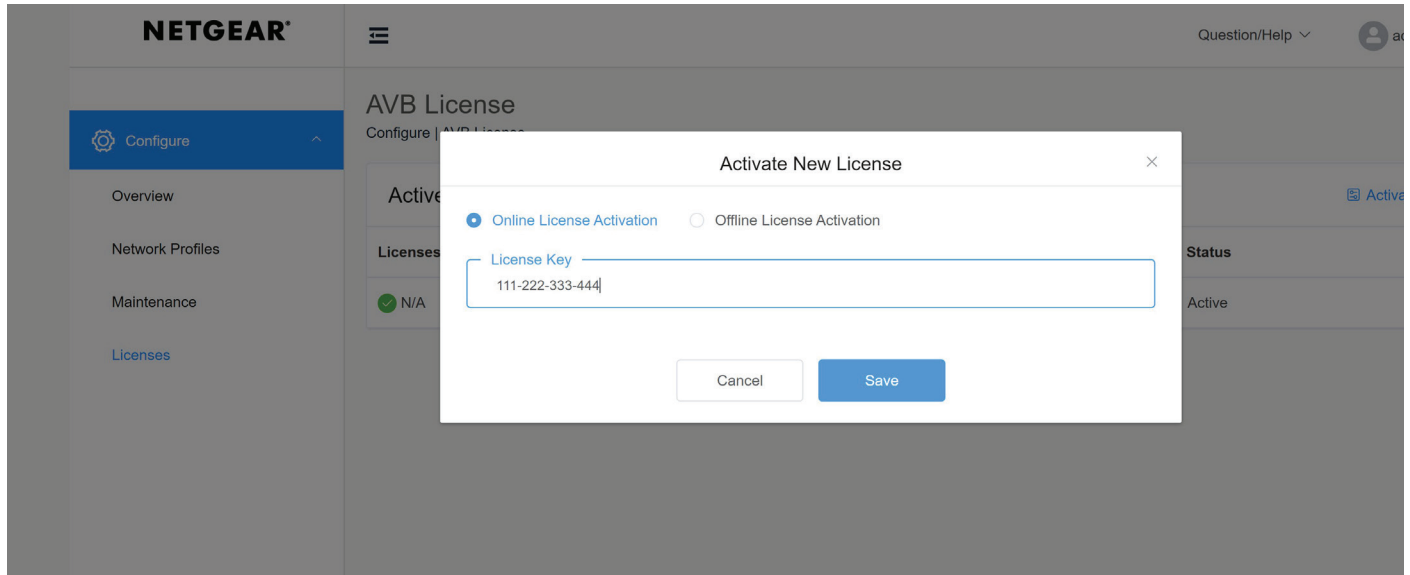 NETGEAR®
Question/Help
AVB License
Configure |
Configure
Activate New License
Overview
Online License Activation
Offline License Activation
Network Profiles
Licenses
License Key
Status
111-222-333-444
Maintenance
N/A
Active
Licenses
Cancel
Save